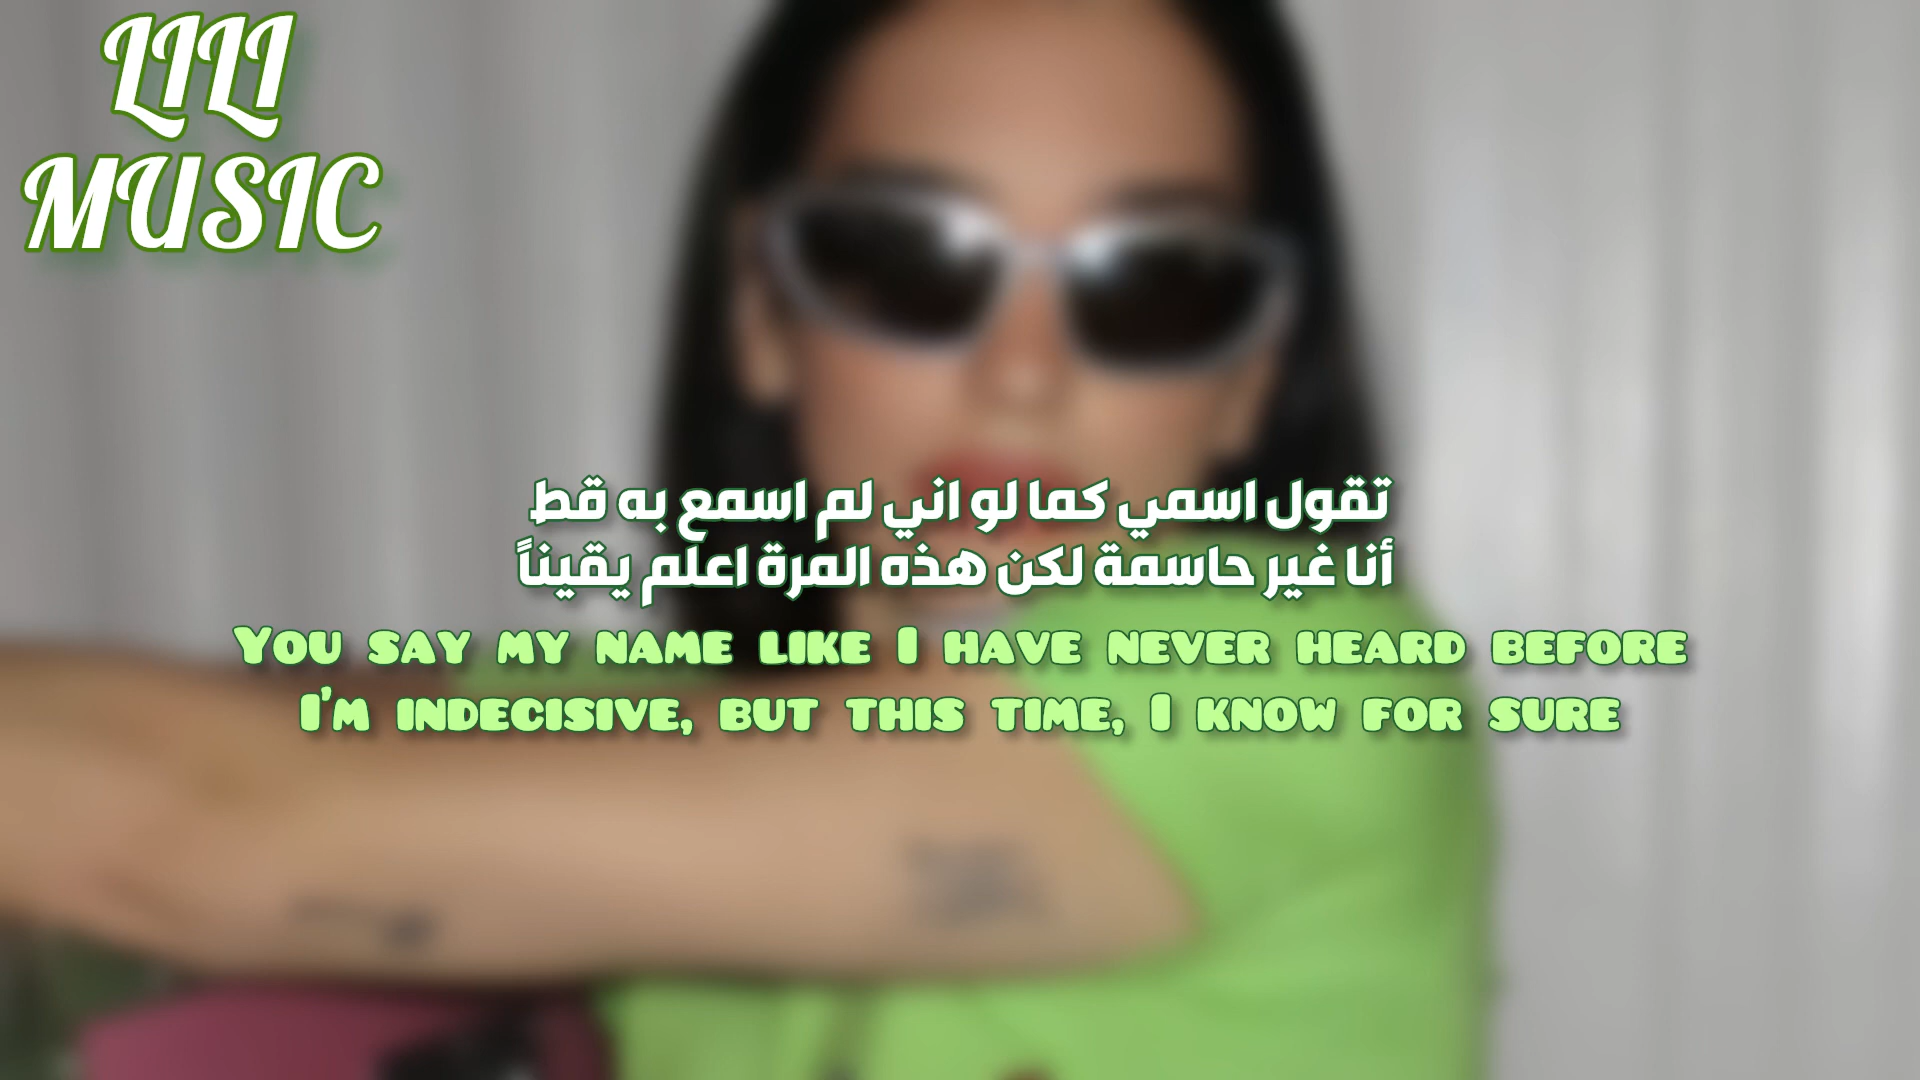 LILI
MUSIC
تقول اسمي كما لو اني لم اسمع به قط
أنا غير حاسمة لكن هذه المرة اعلم يقيناً
You say my name like I have never heard before
I'm indecisive, but this time, I know for sure